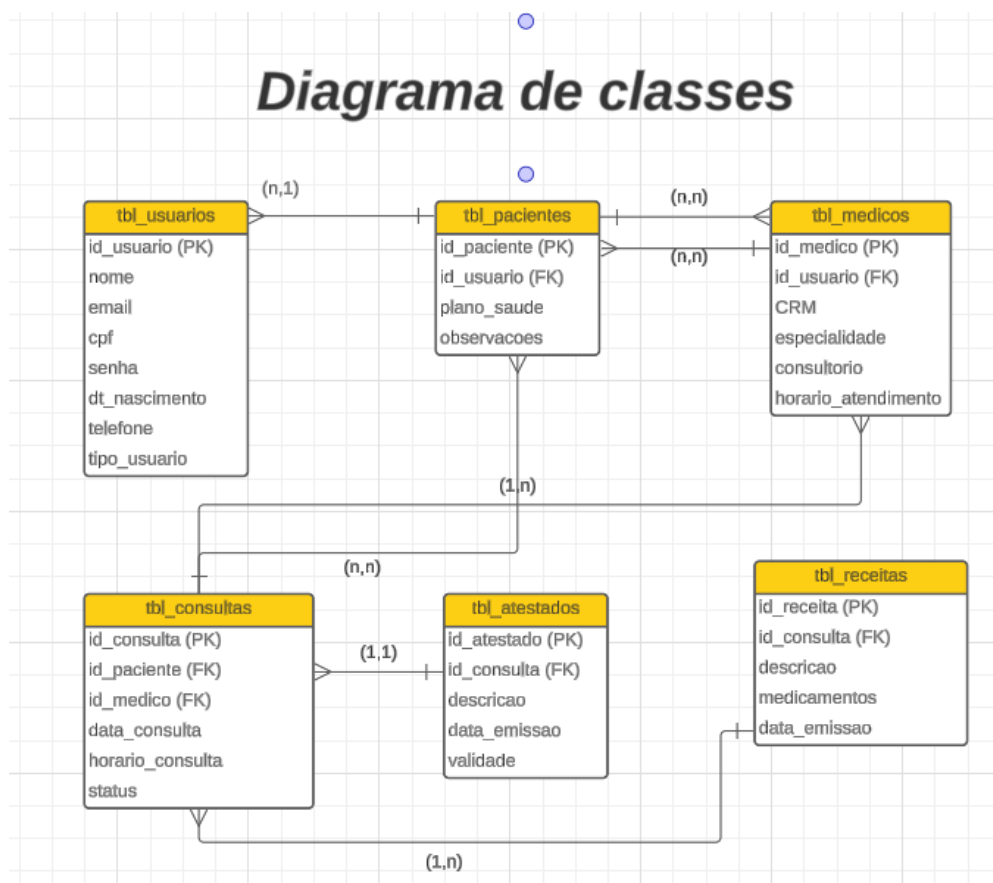 Diagrama de classes
(n,1)
tbl_usuarios
id_usuario (PK)
nome
email
cpf
senha
dt_nascimento
telefone
tipo_usuario
tbl_pacientes
id_paciente (PK)
id_usuario (FK)
plano_saude
observacoes
(n,n)
(n,n)
tbl_medicos
id_medico (PK)
id_usuario (FK)
CRM
especialidade
consultorio
horario_atendimento
(1,n)
(n,n)
tbl_consultas
id_consulta (PK)
id_paciente (FK)
id_medico (FK)
data_consulta
horario_consulta
status
(1,1)
tbl_atestados
id_atestado (PK)
id_consulta (FK)
descricao
data_emissao
validade
tbl_receitas
id_receita (PK)
id_consulta (FK)
descricao
medicamentos
data_emissao
(1,n)